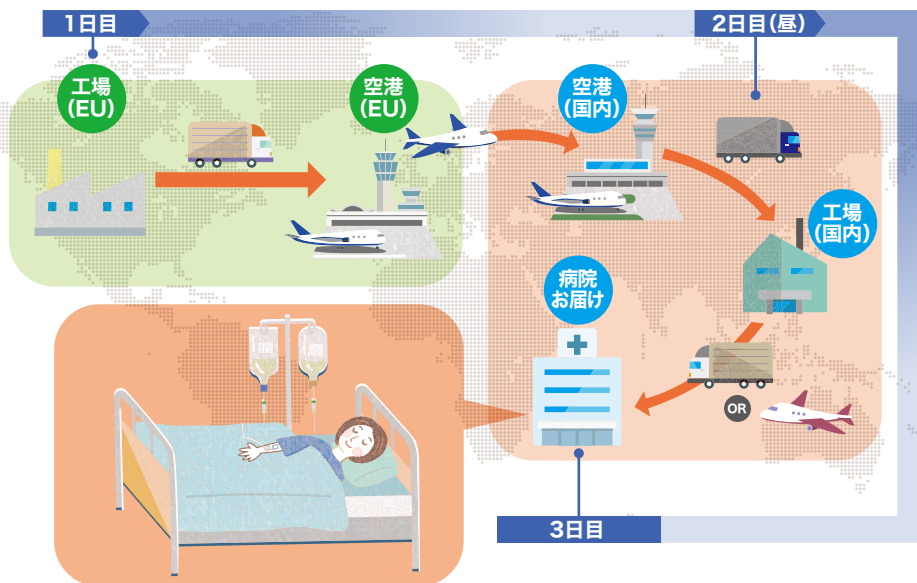 1日目
2日目(昼)
工場
(EU)
空港
(EU)
空港
(国内)
工場
(国内)
病院
お届け
OR
3日目